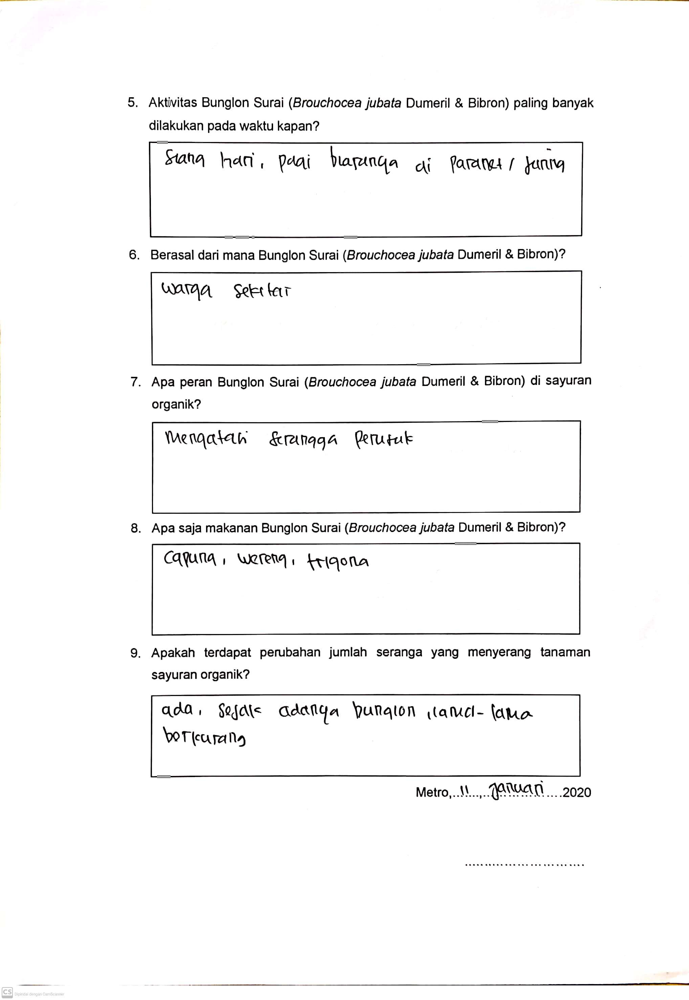 5. Aktivitas Bunglon Surai (Brouchocea jubata Dumeril & Bibron) paling banyak
dilakukan pada waktu kapan?
Siang hari, pagi biasanya di paranet / jaring
6. Berasal dari mana Bunglon Surai (Brouchocea jubata Dumeril & Bibron)?
warga sekitar
7. Apa peran Bunglon Surai (Brouchocea jubata Dumeril & Bibron) di sayuran
organik?
Mengatasi serangga perusak
8. Apa saja makanan Bunglon Surai (Brouchocea jubata Dumeril & Bibron)?
Capung, wereng, trigona
9. Apakah terdapat perubahan jumlah seranga yang menyerang tanaman
sayuran organik?
ada, sejak adanya bunglon, lama-lama
berkurang
Metro,..11..,..Januari....2020
CS Dipindai dengan CamScanner